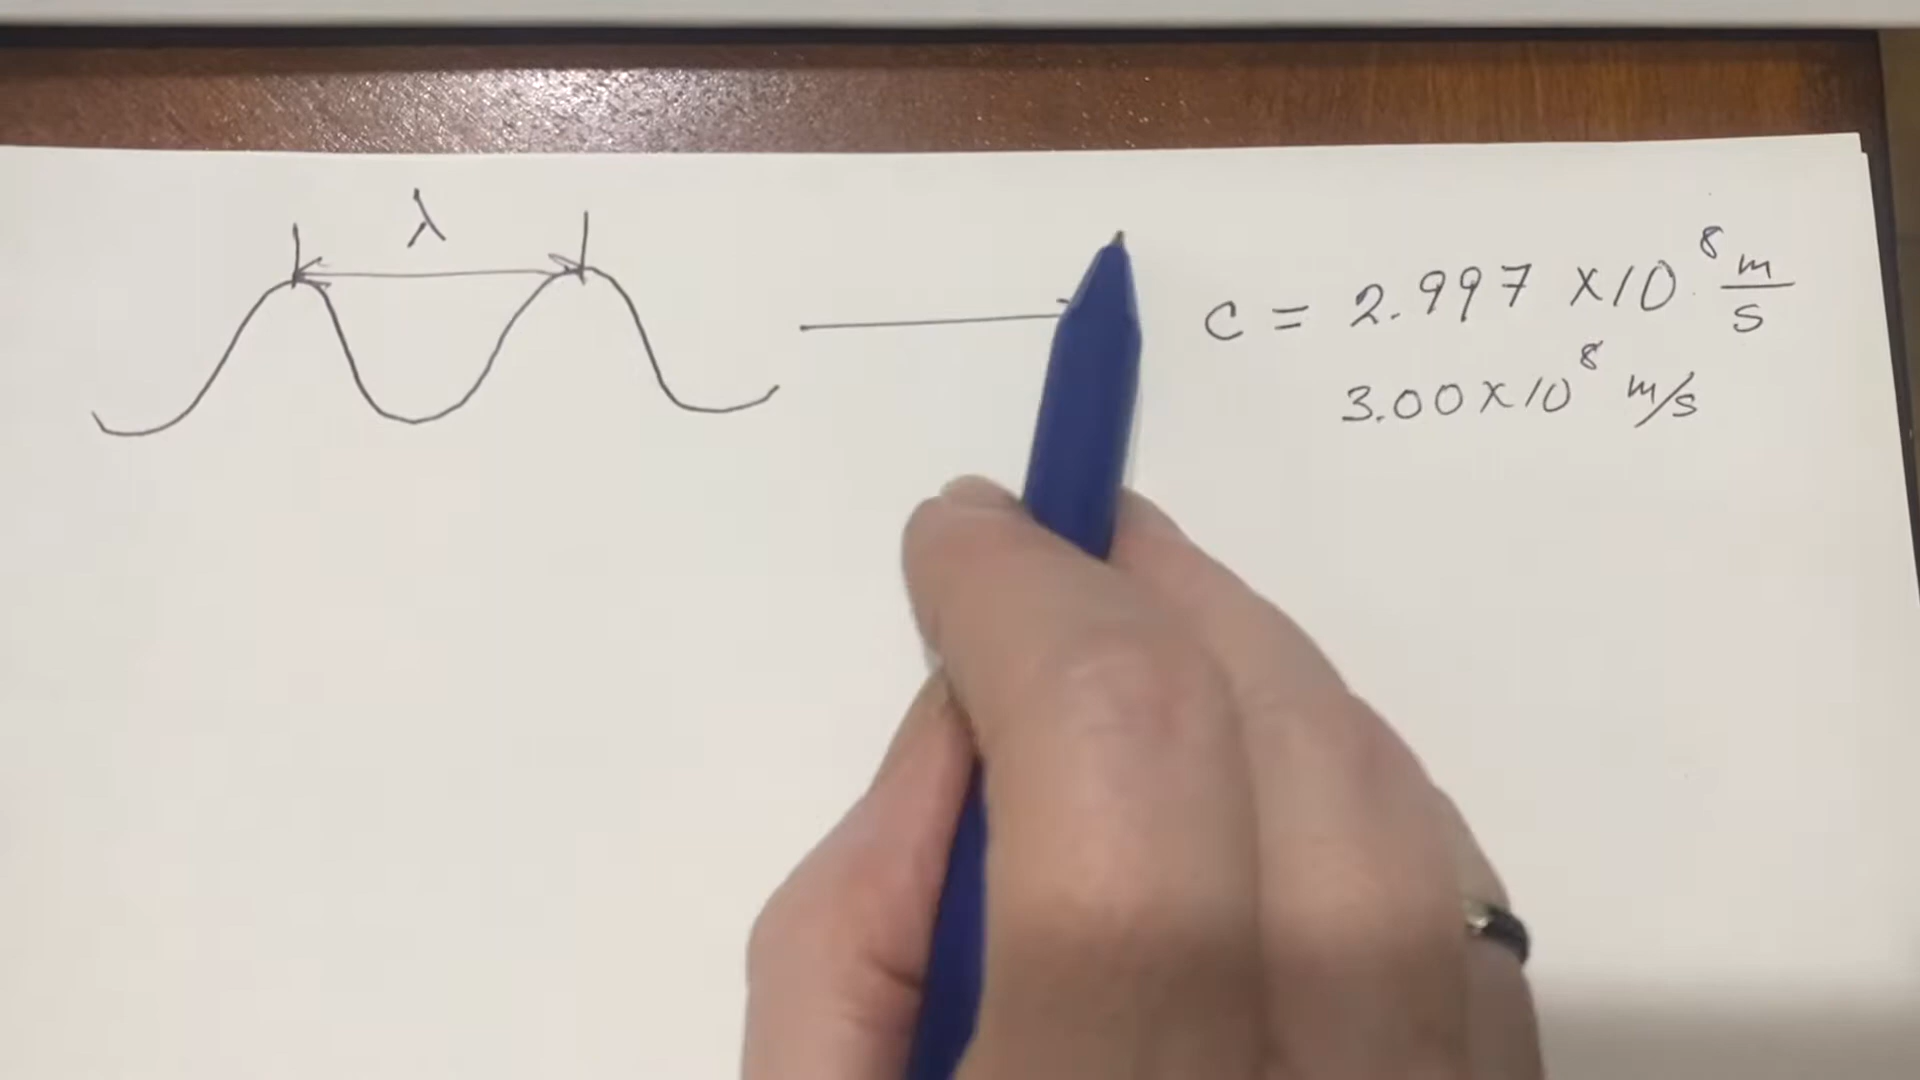 λ
c = 2.997 ×10⁸ m/s
3.00×10⁸ m/s